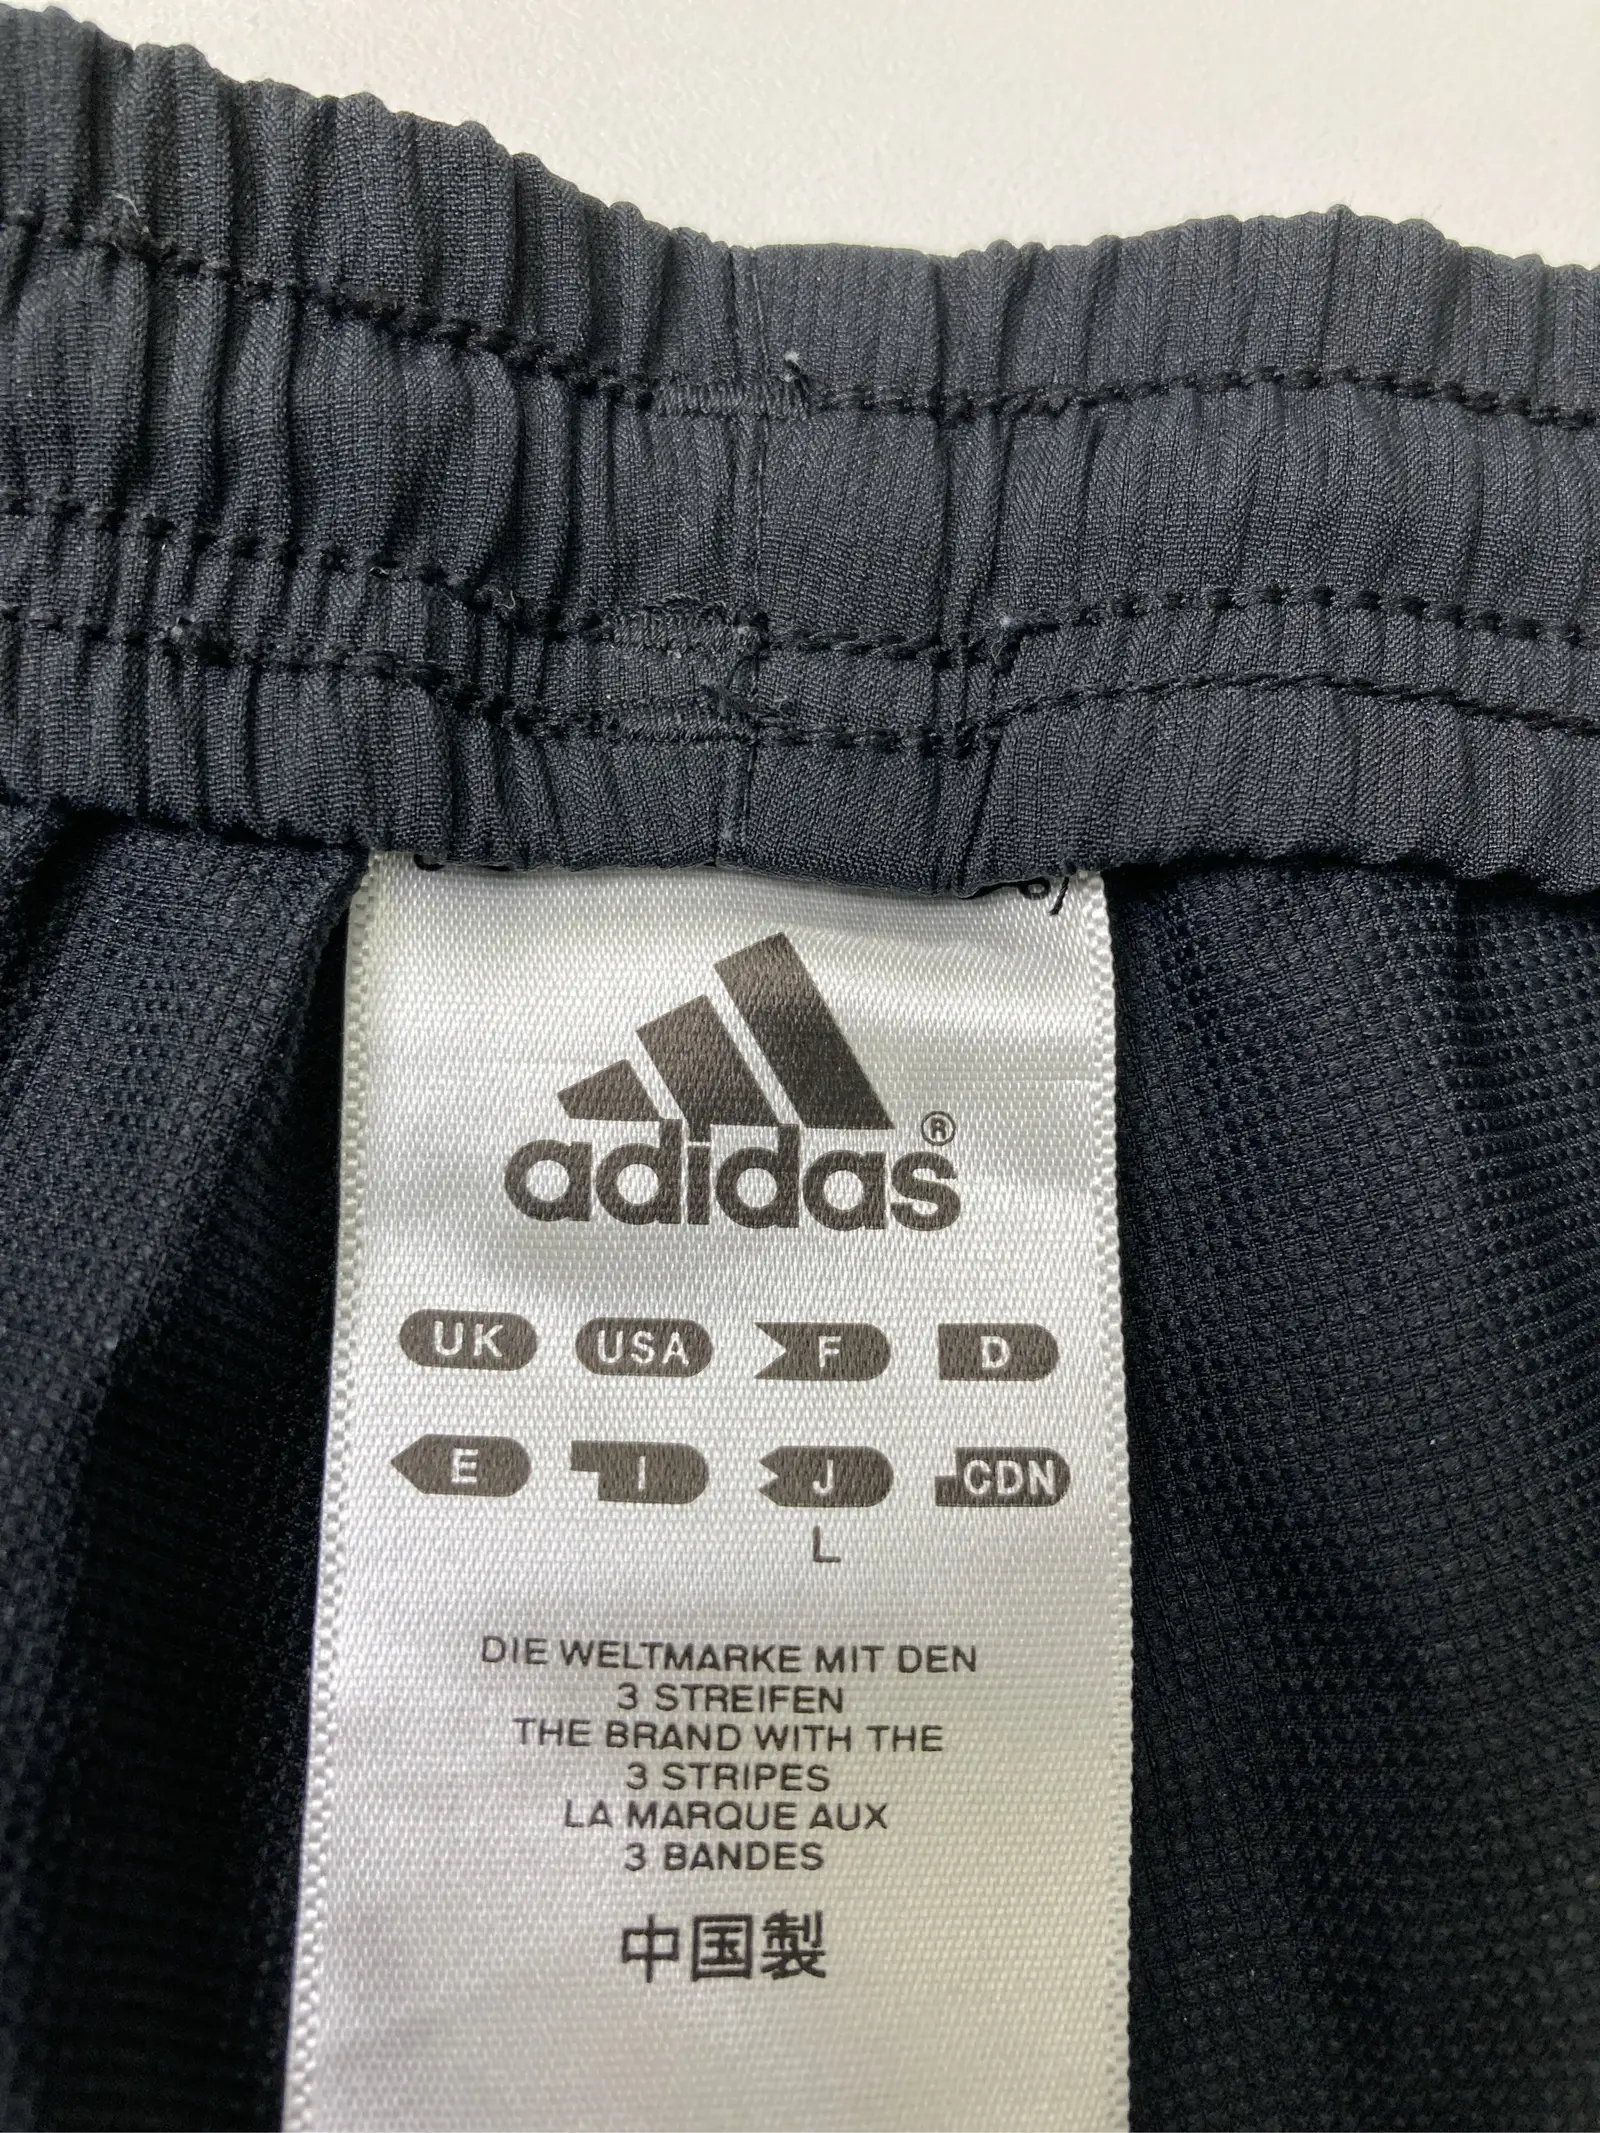 adidas®
UK USA F D
E I J CDN
L
DIE WELTMARKE MIT DEN
3 STREIFEN
THE BRAND WITH THE
3 STRIPES
LA MARQUE AUX
3 BANDES
中国製